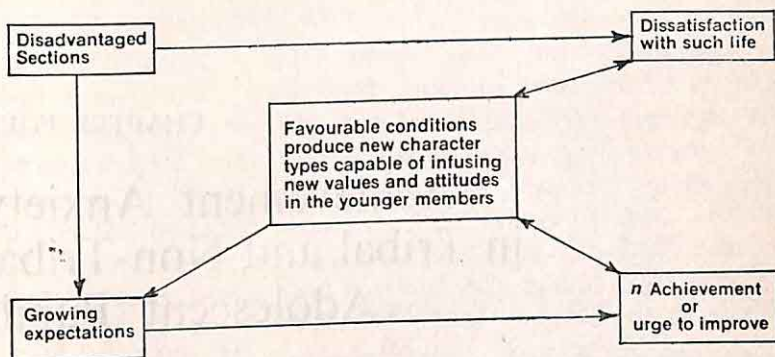 Disadvantaged
Sections
Dissatisfaction
with such life
Favourable conditions
produce new character
types capable of infusing
new values and attitudes
in the younger members
Growing
expectations
n Achievement
or
urge to improve